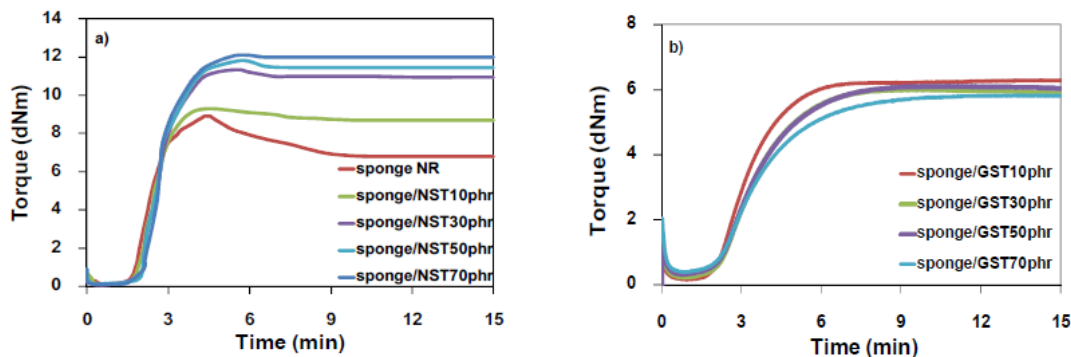 a)
Torque (dNm)
14
12
10
8
6
4
2
0
0 3 6 9 12 15
Time (min)
sponge NR
sponge/NST10phr
sponge/NST30phr
sponge/NST50phr
sponge/NST70phr
b)
Torque (dNm)
8
6
4
2
0
0 3 6 9 12 15
Time (min)
sponge/GST10phr
sponge/GST30phr
sponge/GST50phr
sponge/GST70phr